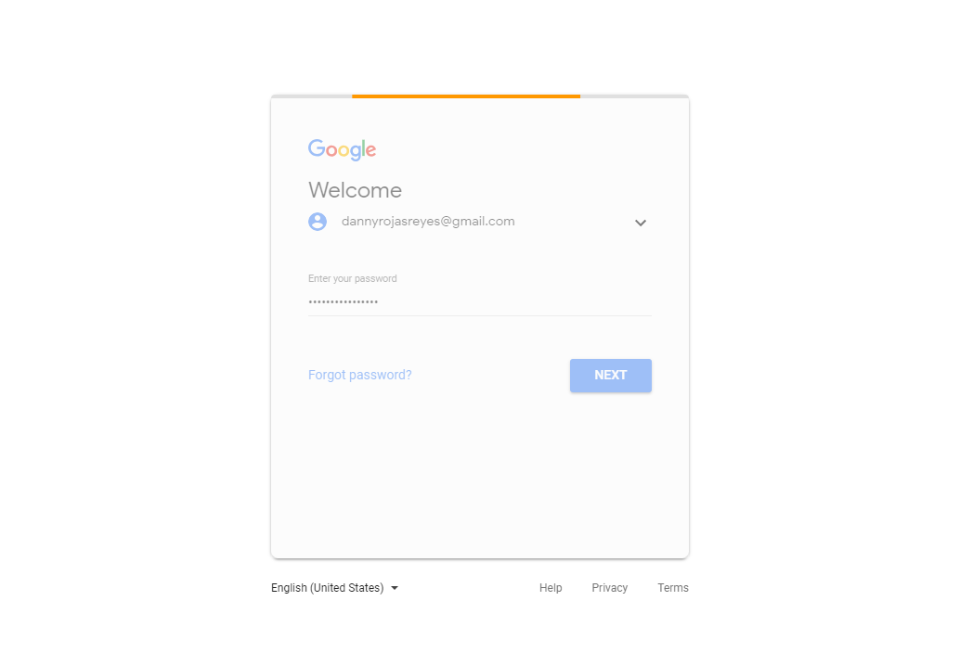 Google
Welcome
dannyrojasreyes@gmail.com
Enter your password
••••••••••••••••
Forgot password?
NEXT
English (United States)
Help Privacy Terms